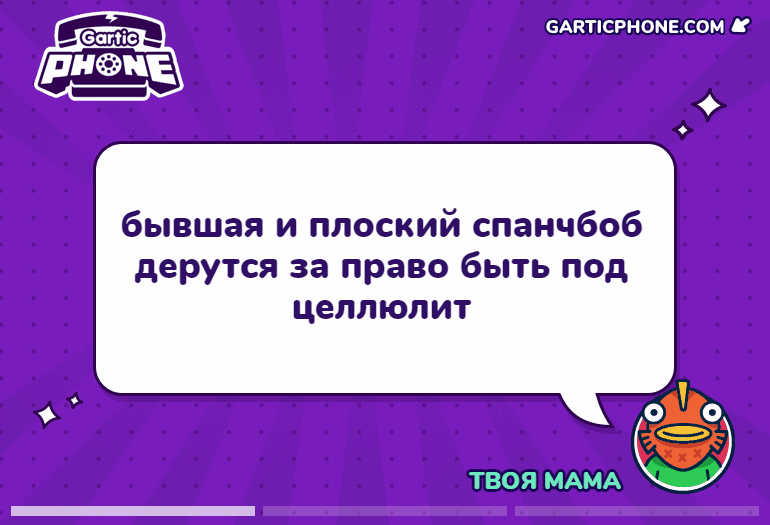 Gartic
PHONE
GARTICPHONE.COM
бывшая и плоский спанчбоб
дерутся за право быть под
целлюлит
ТВОЯ МАМА